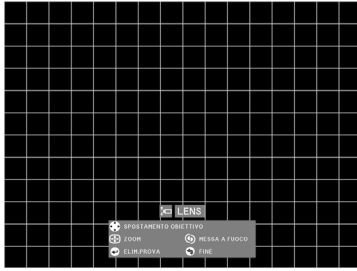 LENS
SPOSTAMENTO OBIETTIVO
ZOOM MESSA A FUOCO
ELIM.PROVA FINE